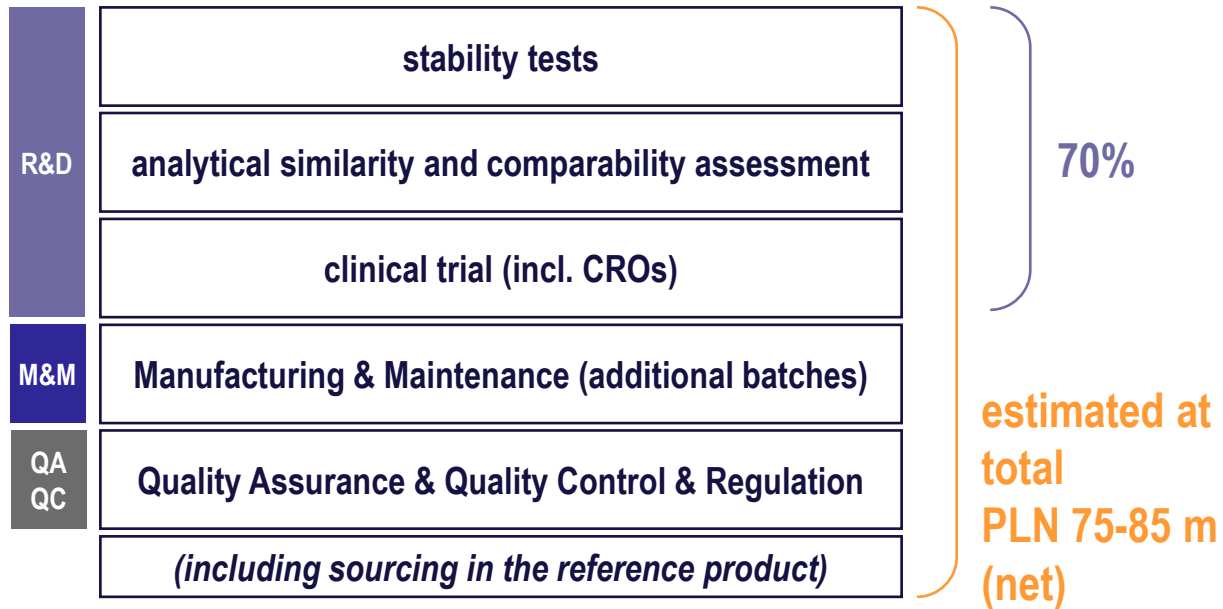 R&D
stability tests
analytical similarity and comparability assessment
clinical trial (incl. CROs)
70%
M&M
Manufacturing & Maintenance (additional batches)
QA
QC
Quality Assurance & Quality Control & Regulation
(including sourcing in the reference product)
estimated at
total
PLN 75-85 m
(net)